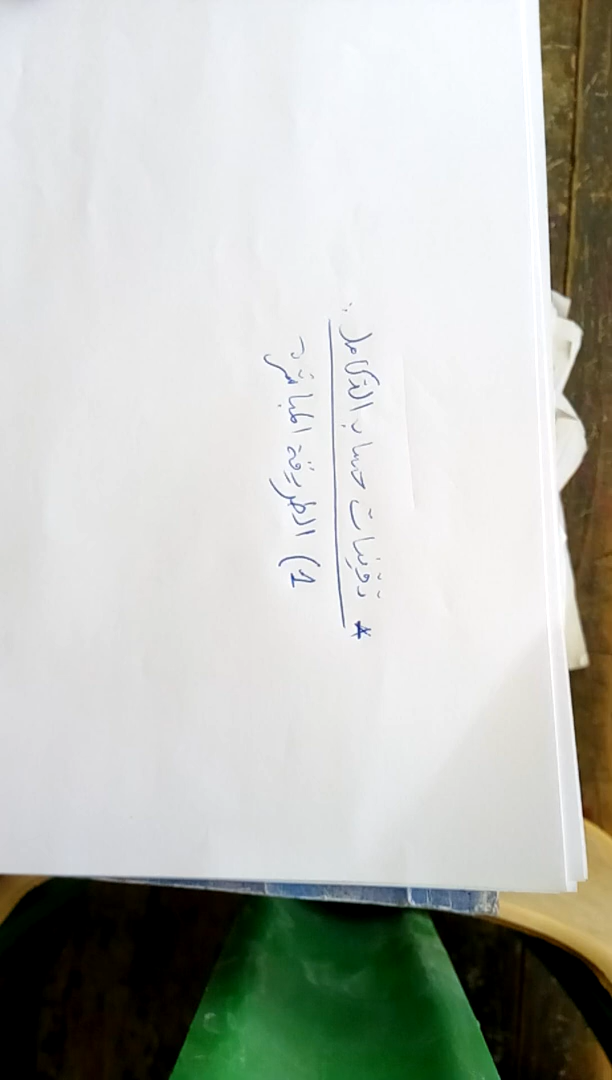 * تقنيات حساب التكامل :
1) الطريقة المباشرة